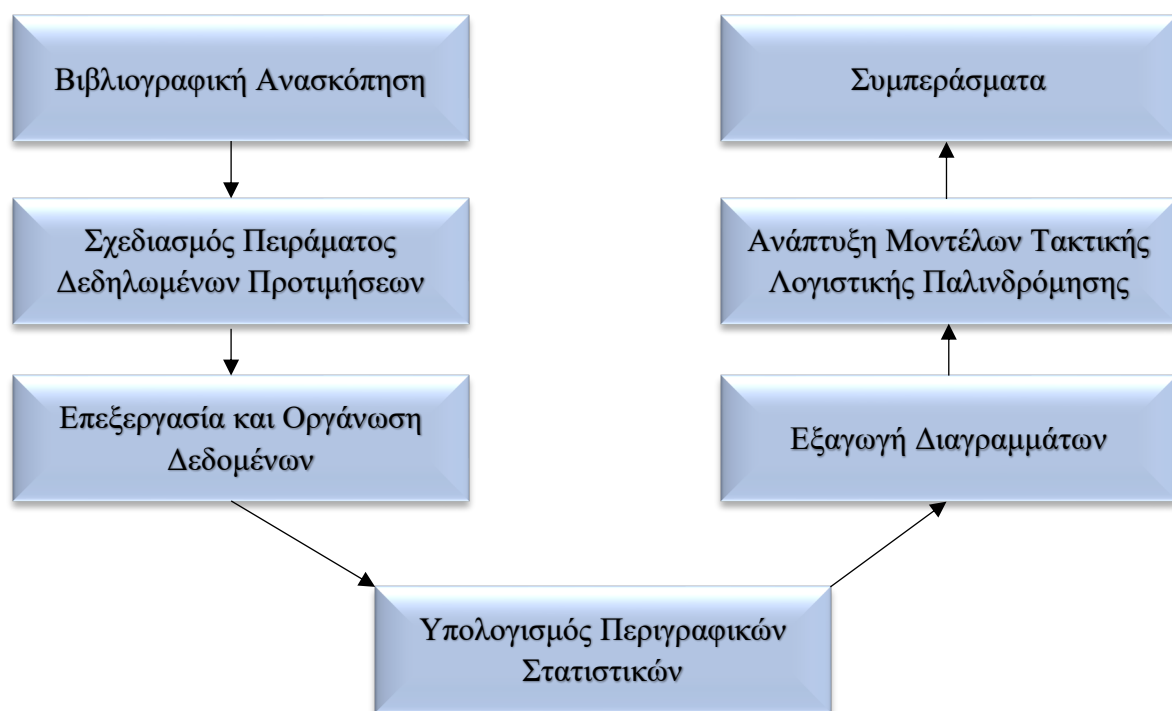 Βιβλιογραφική Ανασκόπηση
Σχεδιασμός Πειράματος
Δεδηλωμένων Προτιμήσεων
Επεξεργασία και Οργάνωση
Δεδομένων
Υπολογισμός Περιγραφικών
Στατιστικών
Εξαγωγή Διαγραμμάτων
Ανάπτυξη Μοντέλων Τακτικής
Λογιστικής Παλινδρόμησης
Συμπεράσματα